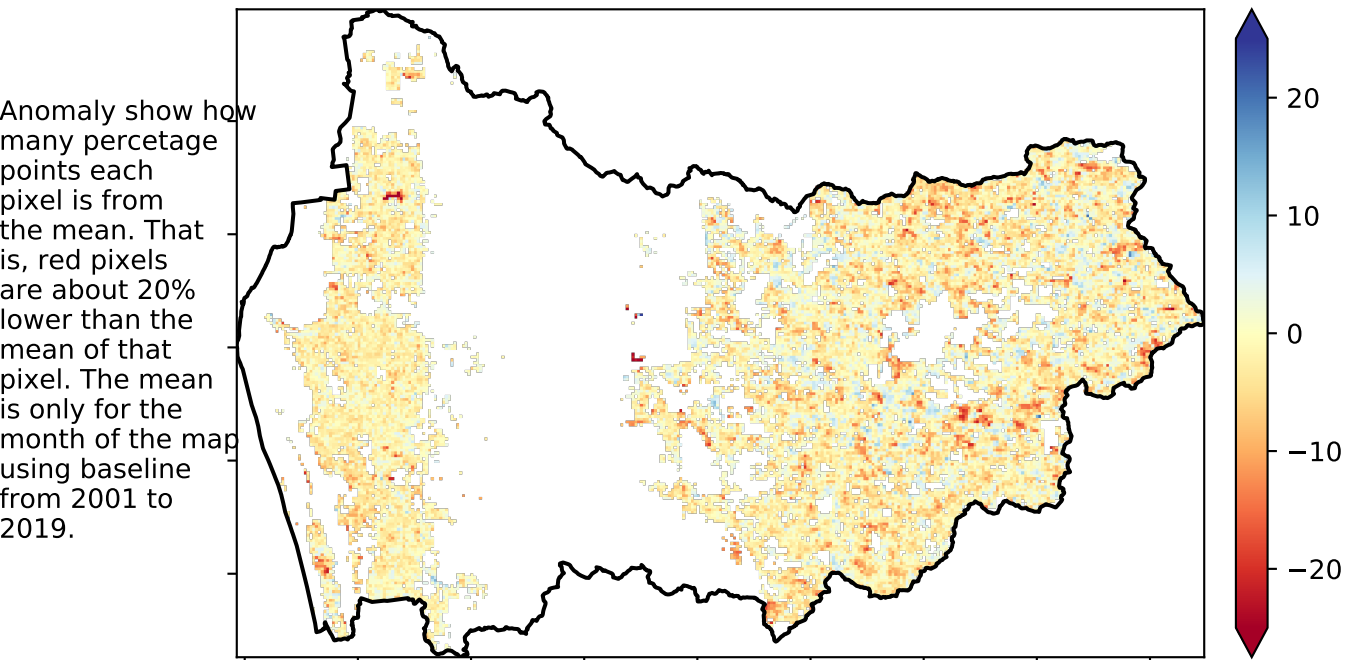 Anomaly show how
many percetage
points each
pixel is from
the mean. That
is, red pixels
are about 20%
lower than the
mean of that
pixel. The mean
is only for the
month of the map
using baseline
from 2001 to
2019.
20
10
0
−10
−20